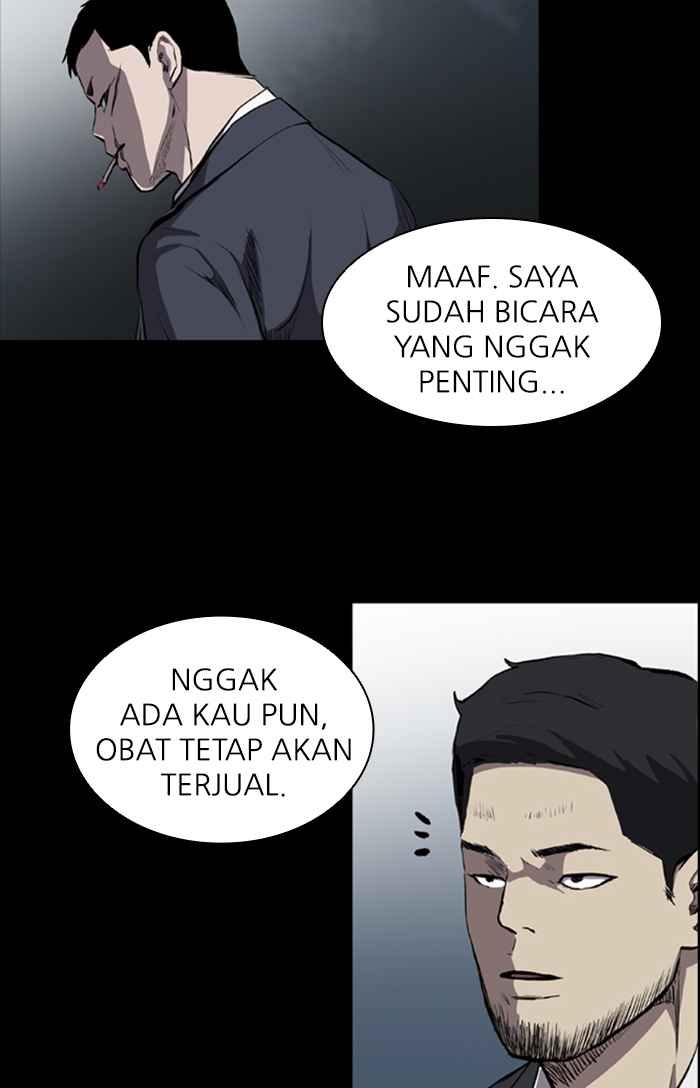 MAAF. SAYA
SUDAH BICARA
YANG NGGAK
PENTING...
NGGAK
ADA KAU PUN,
OBAT TETAP AKAN
TERJUAL.